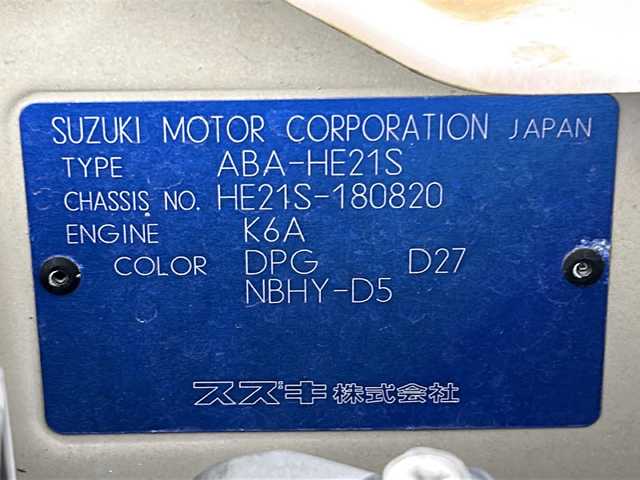 SUZUKI MOTOR CORPORATION JAPAN
TYPE ABA-HE21S
CHASSIS NO. HE21S-180820
ENGINE K6A
COLOR DPG D27
NBHY-D5
スズキ株式会社